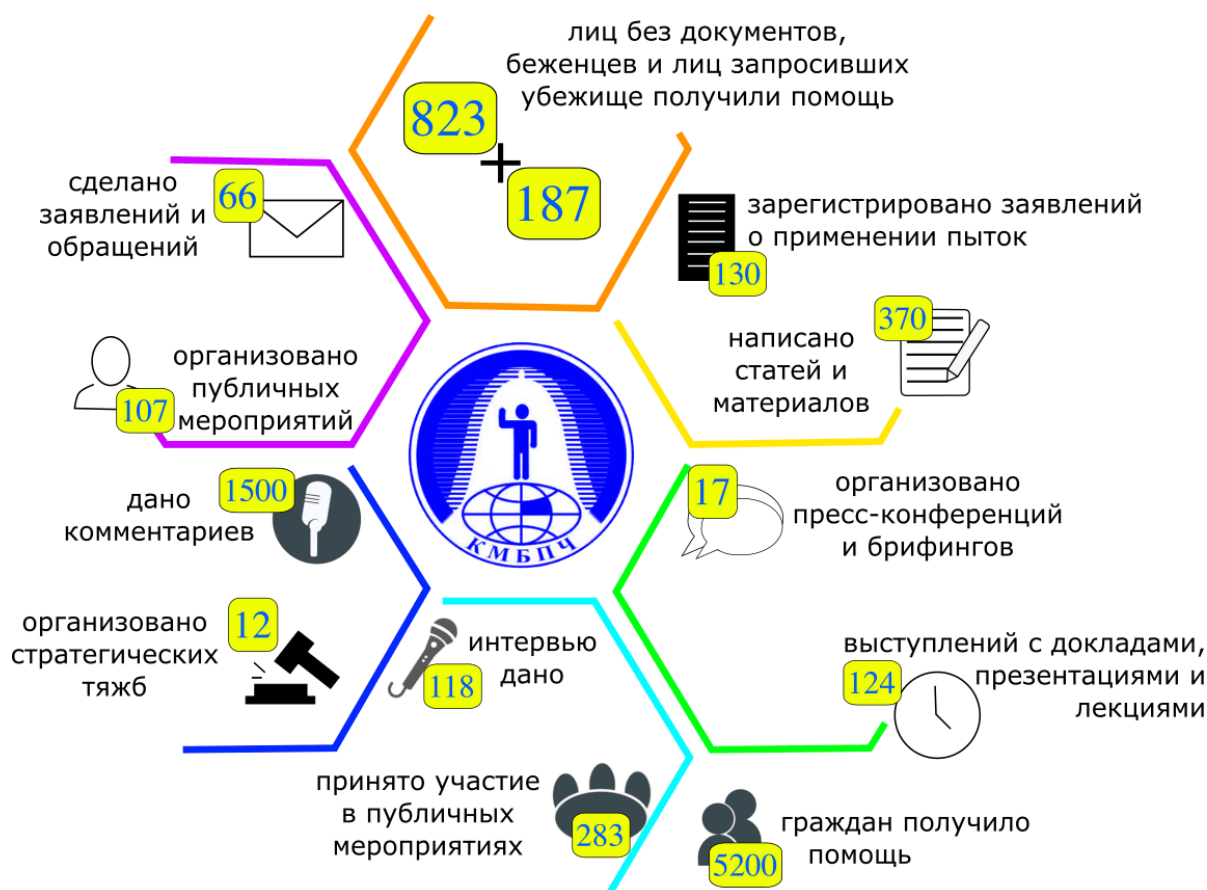 лиц без документов,
беженцев и лиц запросивших
убежище получили помощь
823
+
187
сделано
заявлений и
обращений
66
зарегистрировано заявлений
о применении пыток
130
370
написано
статей и
материалов
организовано
публичных
мероприятий
107
КМБПЧ
1500
дано
комментариев
17
организовано
пресс-конференций
и брифингов
12
организовано
стратегических
тяжб
интервью
дано
118
выступлений с докладами,
презентациями и
лекциями
124
принято участие
в публичных
мероприятиях
283
граждан получило
помощь
5200